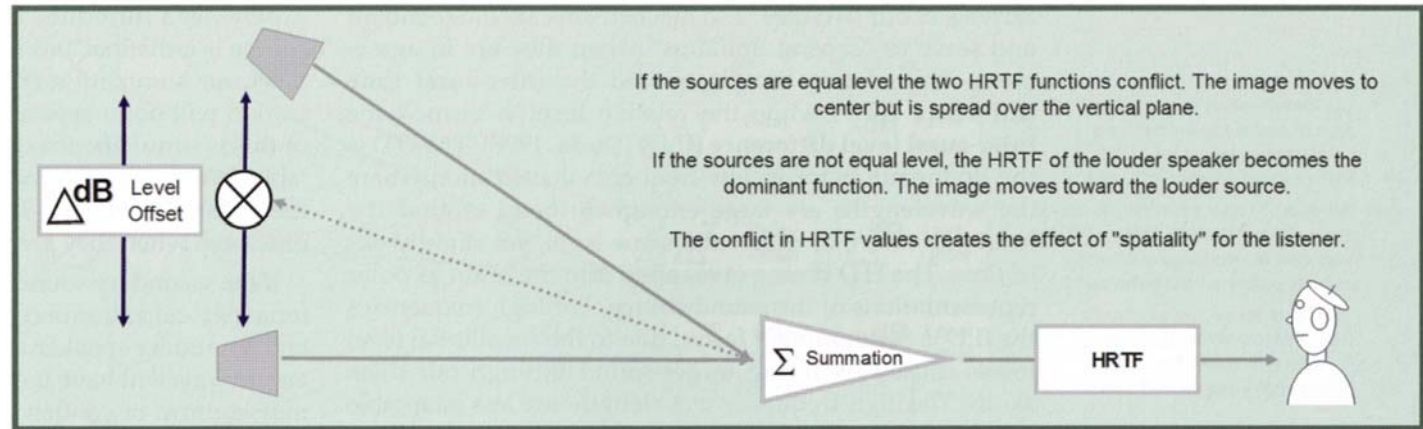 If the sources are equal level the two HRTF functions conflict. The image moves to
center but is spread over the vertical plane.
If the sources are not equal level, the HRTF of the louder speaker becomes the
dominant function. The image moves toward the louder source.
The conflict in HRTF values creates the effect of "spatiality" for the listener.
△dB Level
Offset
Σ Summation
HRTF